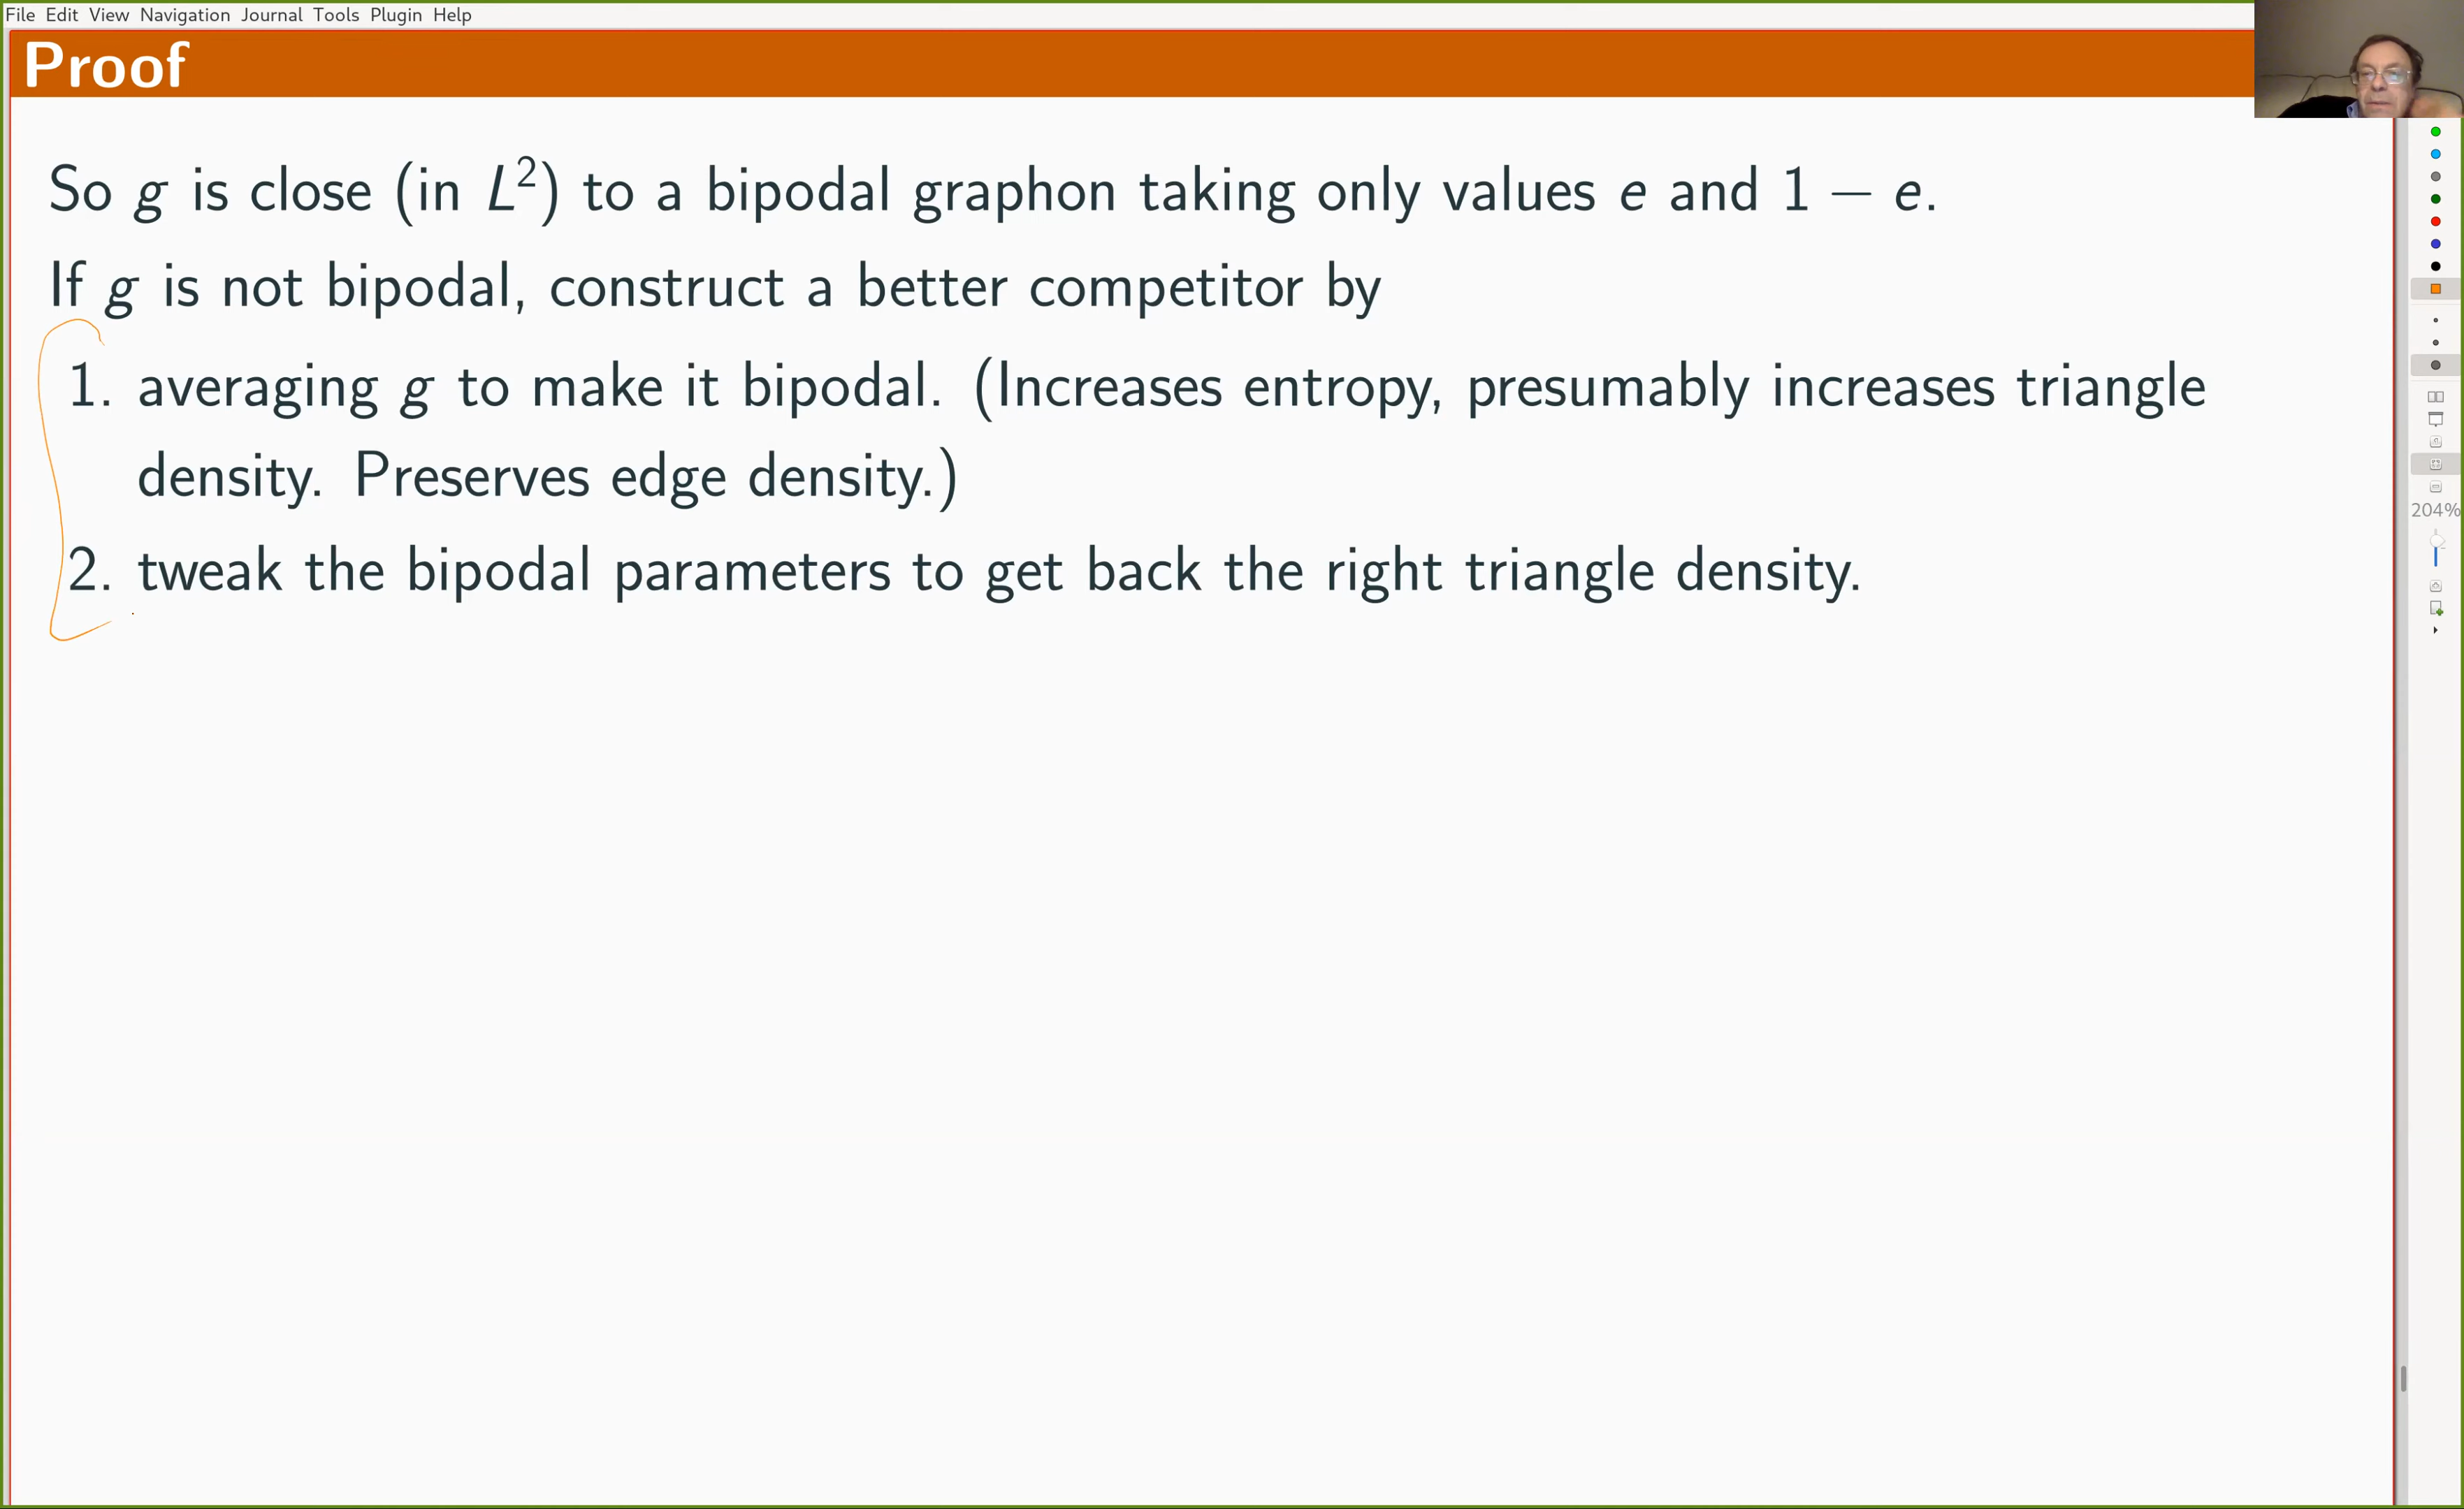 File Edit View Navigation Journal Tools Plugin Help
Proof
So g is close (in L²) to a bipodal graphon taking only values e and 1 − e.
If g is not bipodal, construct a better competitor by
1. averaging g to make it bipodal. (Increases entropy, presumably increases triangle
density. Preserves edge density.)
2. tweak the bipodal parameters to get back the right triangle density.
204%